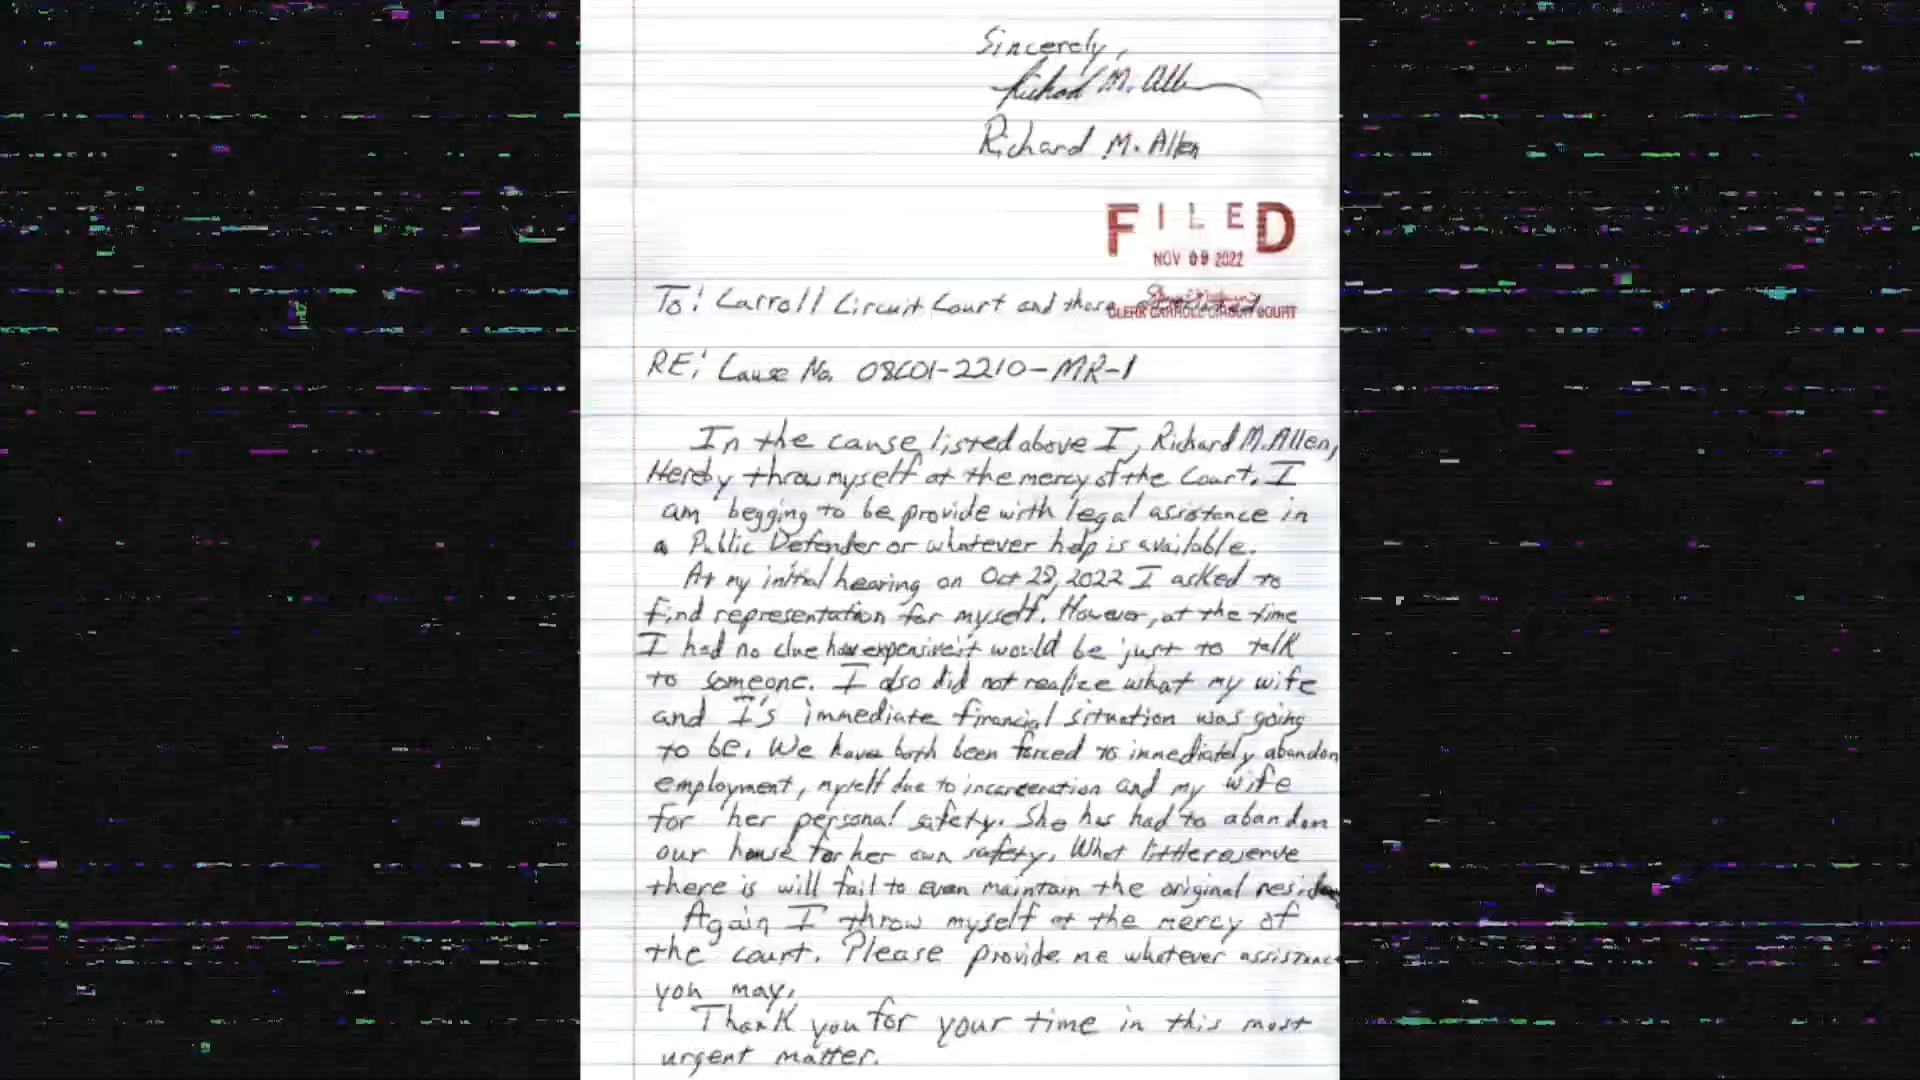 Sincerely,
Richard M. Allen
Richard M. Allen
FILED
NOV 09 2022
To: Carroll Circuit Court and those
CLERK CARROLL CIRCUIT COURT
RE: Cause No. 08C01-2210-MR-1
In the cause listed above I, Richard M. Allen,
Hereby throw myself at the mercy of the Court. I
am begging to be provide with legal asistance in
a Public Defender or whatever help is available.
At my initial hearing on Oct 28, 2022 I asked to
find representation for myself. However, at the time
I had no clue how expensive it would be just to talk
to someone. I also did not realize what my wife
and I's immediate financial situation was going
to be. We have both been forced to immediately abandon
employment, myself due to incarceration and my wife
for her personal safety. She has had to abandon
our house for her own safety. What little reserve
there is will fail to even maintain the original
Again I throw myself at the mercy of
the court. Please provide me whatever assistance
you may.
Thank you for your time in this most
urgent matter.